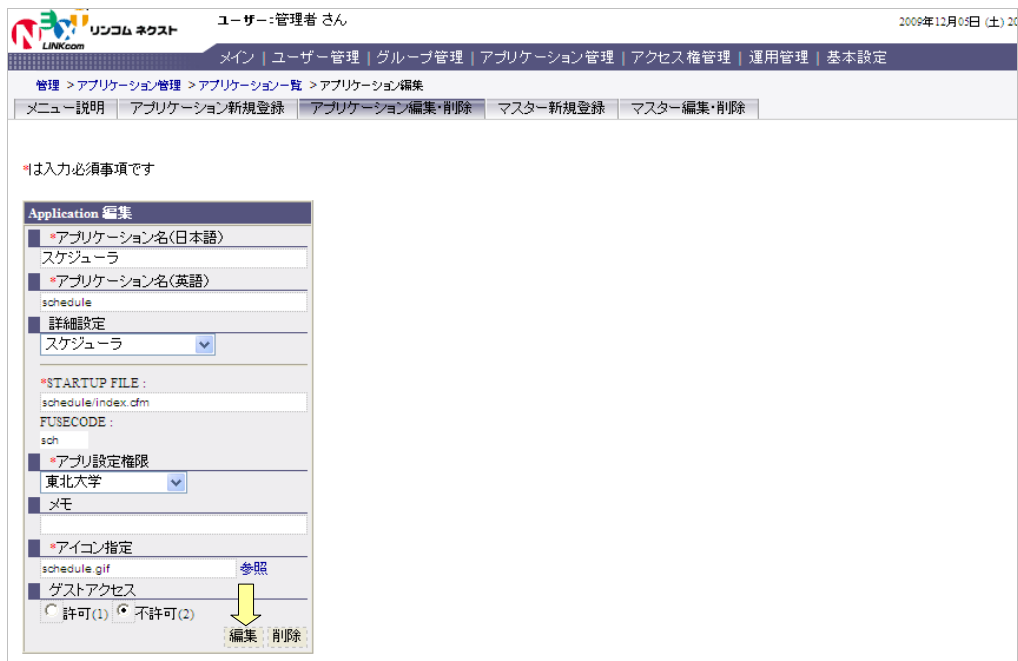 リンコム ネクスト
LINKcom
ユーザー:管理者 さん
2009年12月05日 (土) 20
メイン | ユーザー管理 | グループ管理 | アプリケーション管理 | アクセス権管理 | 運用管理 | 基本設定
管理 >アプリケーション管理 >アプリケーション一覧 >アプリケーション編集
メニュー説明 アプリケーション新規登録 アプリケーション編集・削除 マスター新規登録 マスター編集・削除
*は入力必須事項です
Application 編集
*アプリケーション名(日本語)
スケジューラ
*アプリケーション名(英語)
schedule
詳細設定
スケジューラ
*STARTUP FILE :
schedule/index.cfm
FUSECODE :
sch
*アプリ設定権限
東北大学
メモ
*アイコン指定
schedule.gif 参照
ゲストアクセス
許可(1) 不許可(2)
編集 削除